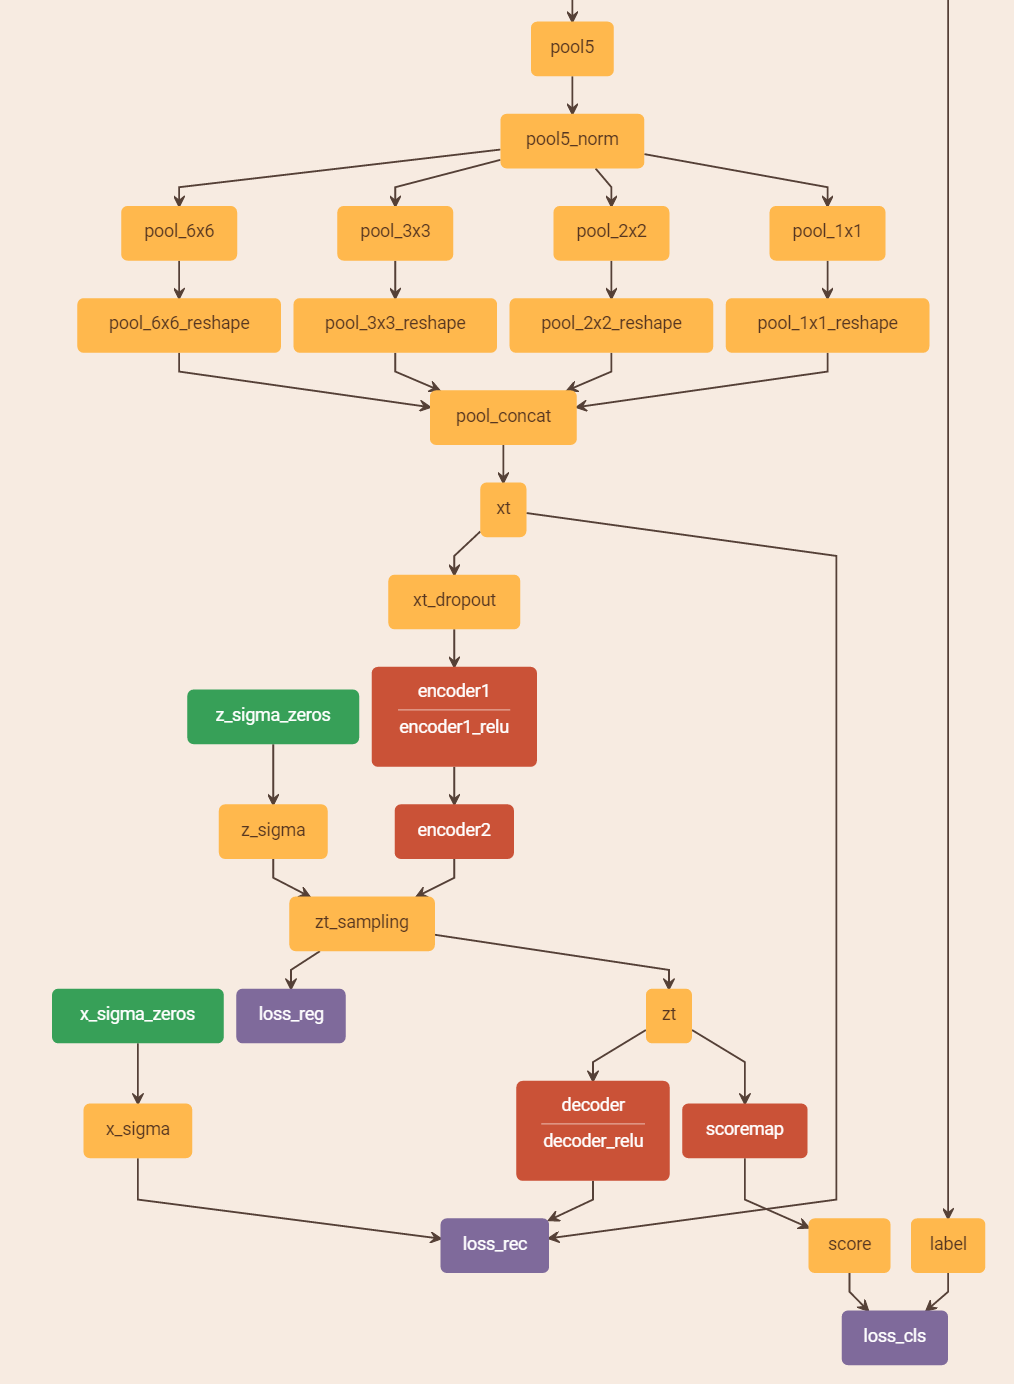 pool5
pool5_norm
pool_6x6
pool_3x3
pool_2x2
pool_1x1
pool_6x6_reshape
pool_3x3_reshape
pool_2x2_reshape
pool_1x1_reshape
pool_concat
xt
xt_dropout
encoder1
encoder1_relu
z_sigma_zeros
z_sigma
encoder2
zt_sampling
x_sigma_zeros
loss_reg
zt
decoder
decoder_relu
x_sigma
scoremap
loss_rec
score
label
loss_cls